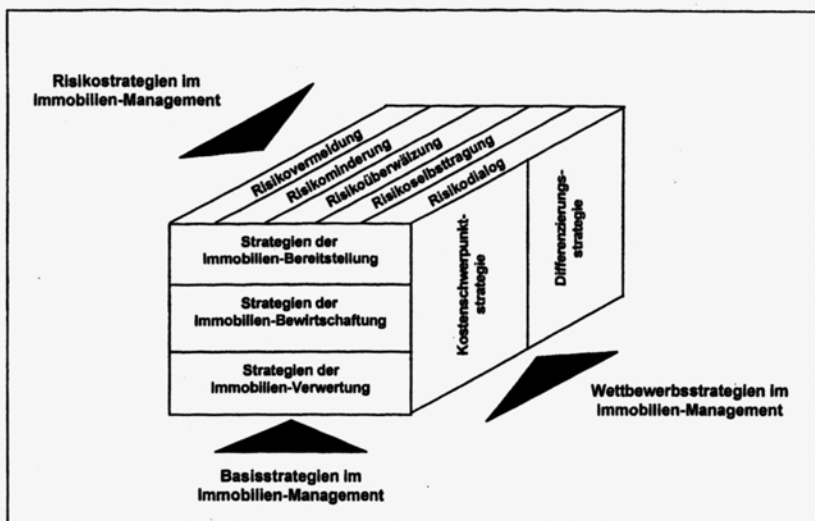 Risikostrategien im
Immobilien-Management
Risikovermeidung
Risikominderung
Risikoüberwälzung
Risikoselbsttragung
Risikodialog
Strategien der
Immobilien-Bereitstellung
Strategien der
Immobilien-Bewirtschaftung
Strategien der
Immobilien-Verwertung
Kostenschwerpunkt-
strategie
Differenzierungs-
strategie
Wettbewerbsstrategien im
Immobilien-Management
Basisstrategien im
Immobilien-Management